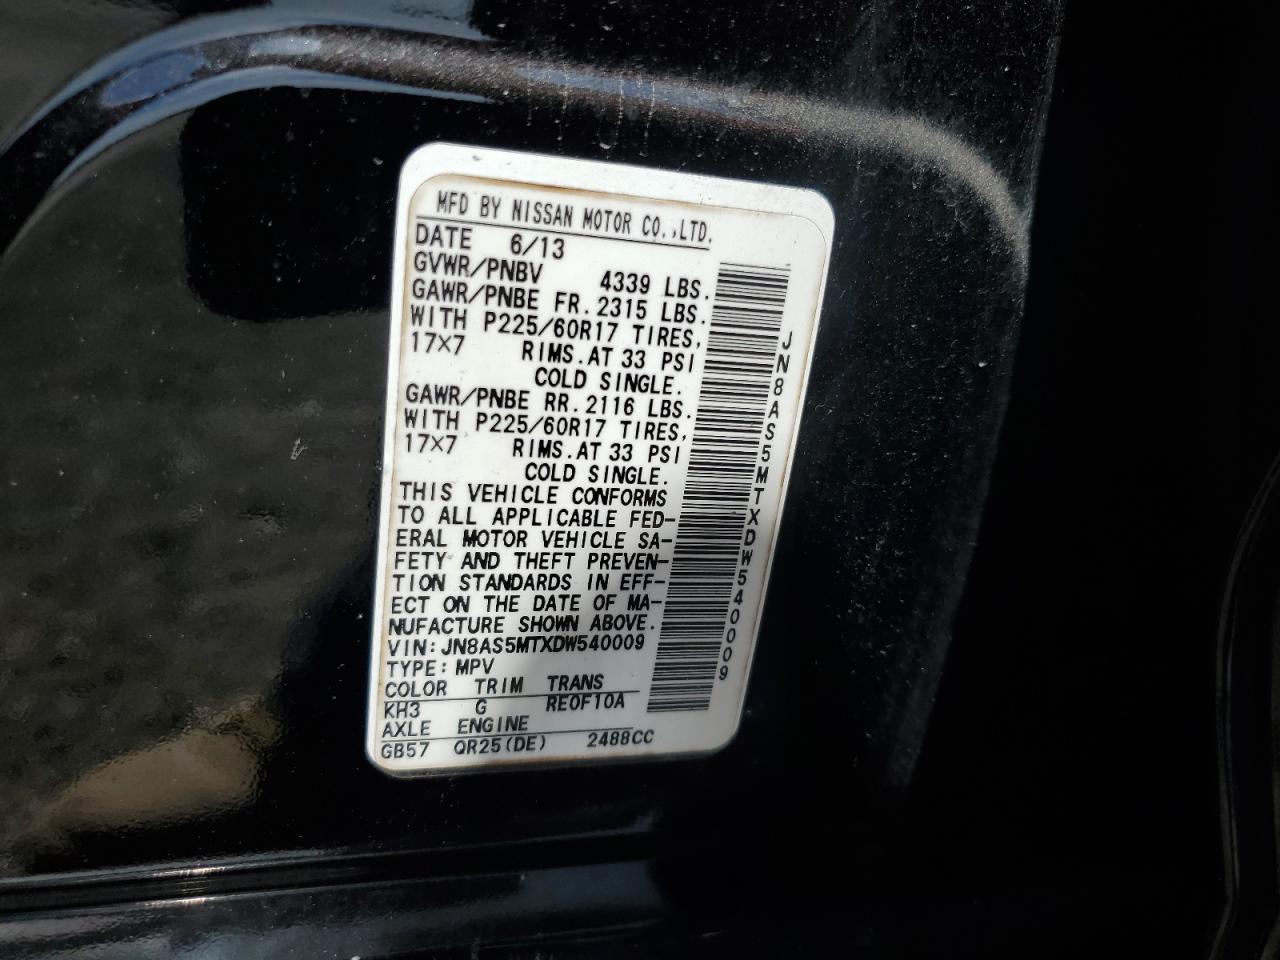 MFD BY NISSAN MOTOR CO.,LTD.
DATE 6/13
GVWR/PNBV 4339 LBS.
GAWR/PNBE FR. 2315 LBS.
WITH P225/60R17 TIRES,
17×7 RIMS. AT 33 PSI
COLD SINGLE.
GAWR/PNBE RR. 2116 LBS.
WITH P225/60R17 TIRES,
17×7 RIMS. AT 33 PSI
COLD SINGLE.
THIS VEHICLE CONFORMS
TO ALL APPLICABLE FED-
ERAL MOTOR VEHICLE SA-
FETY AND THEFT PREVEN-
TION STANDARDS IN EFF-
ECT ON THE DATE OF MA-
NUFACTURE SHOWN ABOVE.
VIN: JN8AS5MTXDW540009
TYPE: MPV
COLOR TRIM TRANS
KH3 G RE0F10A
AXLE ENGINE
GB57 QR25(DE) 2488CC
JN8AS5MTXDW540009